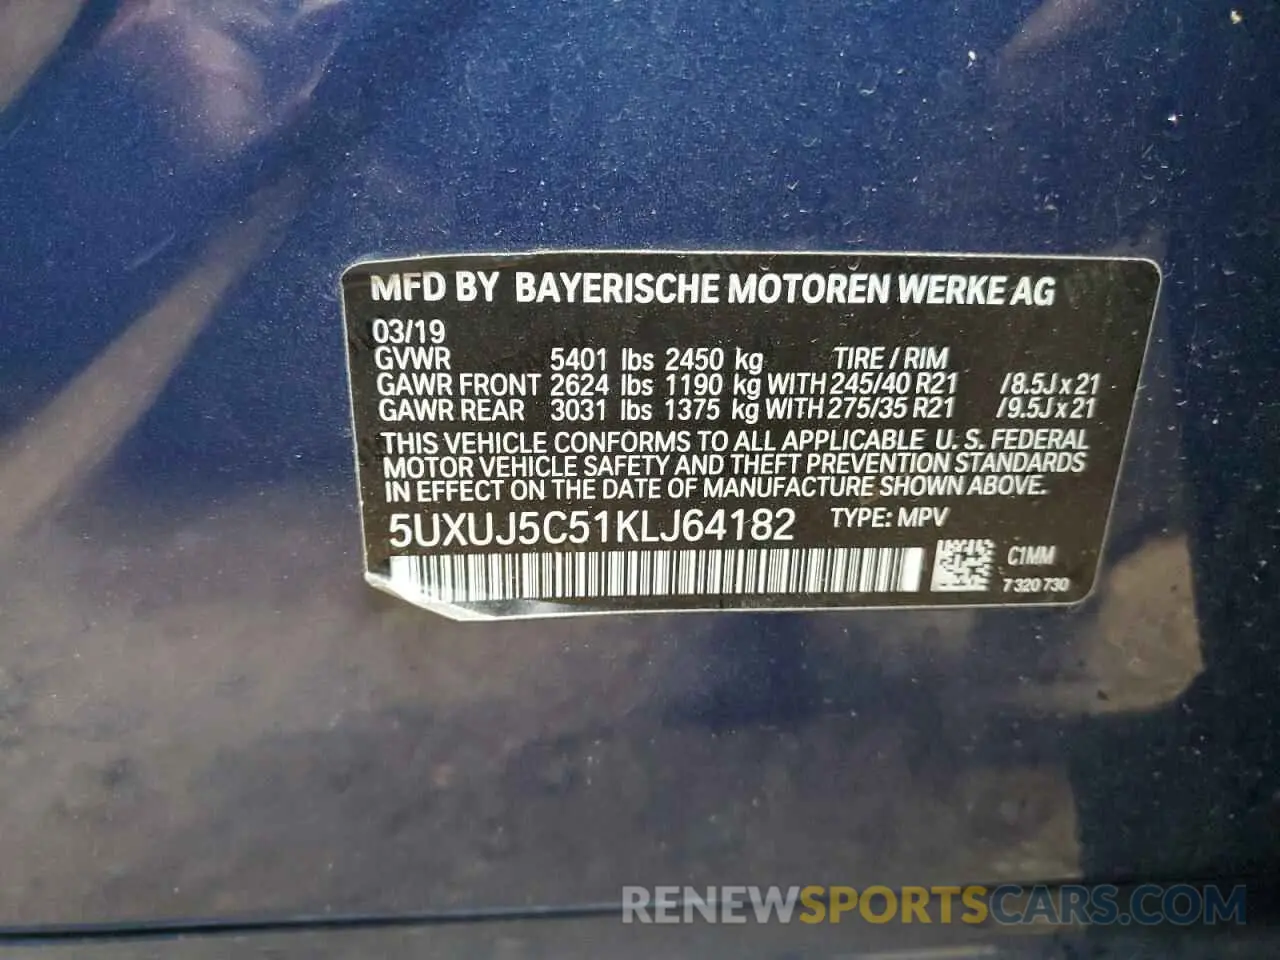 MFD BY BAYERISCHE MOTOREN WERKE AG
03/19
GVWR 5401 lbs 2450 kg TIRE / RIM
GAWR FRONT 2624 lbs 1190 kg WITH 245/40 R21 /8.5J x 21
GAWR REAR 3031 lbs 1375 kg WITH 275/35 R21 /9.5J x 21
THIS VEHICLE CONFORMS TO ALL APPLICABLE U. S. FEDERAL
MOTOR VEHICLE SAFETY AND THEFT PREVENTION STANDARDS
IN EFFECT ON THE DATE OF MANUFACTURE SHOWN ABOVE.
5UXUJ5C51KLJ64182 TYPE: MPV
C1MM
7 320 730
RENEWSPORTSCARS.COM